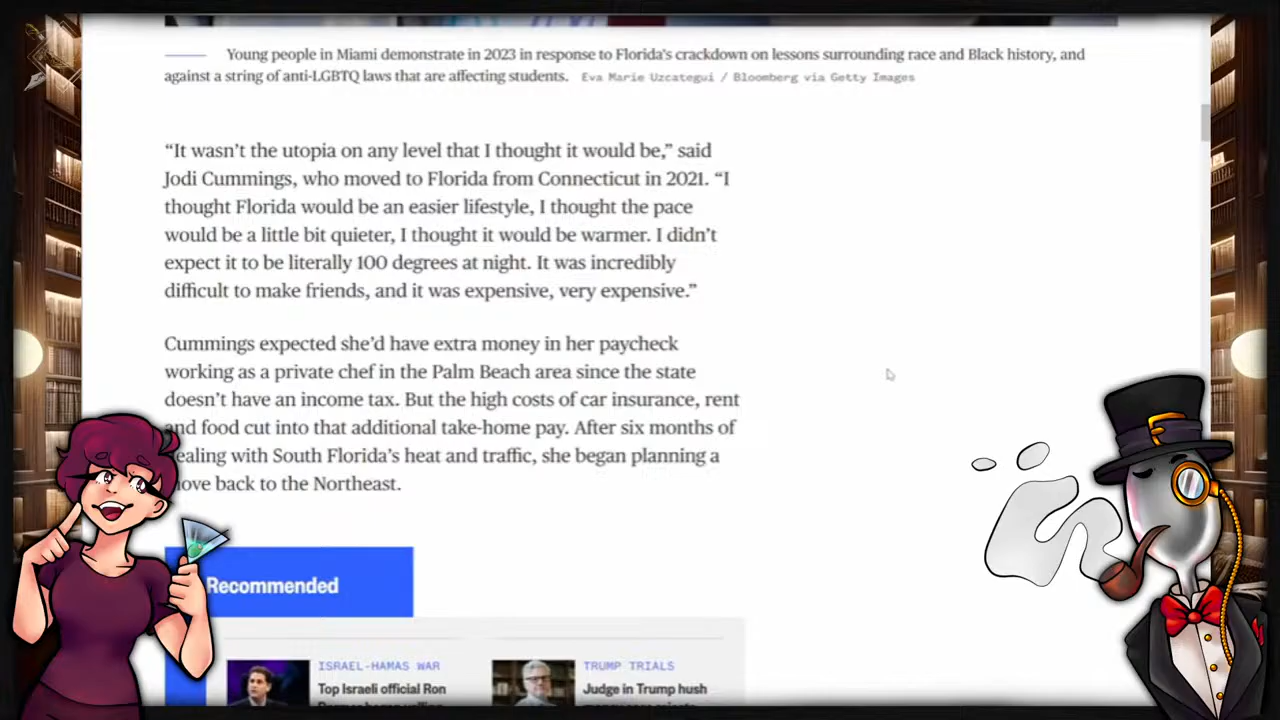 Young people in Miami demonstrate in 2023 in response to Florida's crackdown on lessons surrounding race and Black history, and
against a string of anti-LGBTQ laws that are affecting students. Eva Marie Uzcategui / Bloomberg via Getty Images
“It wasn't the utopia on any level that I thought it would be,” said
Jodi Cummings, who moved to Florida from Connecticut in 2021. “I
thought Florida would be an easier lifestyle, I thought the pace
would be a little bit quieter, I thought it would be warmer. I didn't
expect it to be literally 100 degrees at night. It was incredibly
difficult to make friends, and it was expensive, very expensive.”
Cummings expected she'd have extra money in her paycheck
working as a private chef in the Palm Beach area since the state
doesn't have an income tax. But the high costs of car insurance, rent
and food cut into that additional take-home pay. After six months of
ealing with South Florida's heat and traffic, she began planning a
ove back to the Northeast.
Recommended
ISRAEL-HAMAS WAR
Top Israeli official Ron
TRUMP TRIALS
Judge in Trump hush